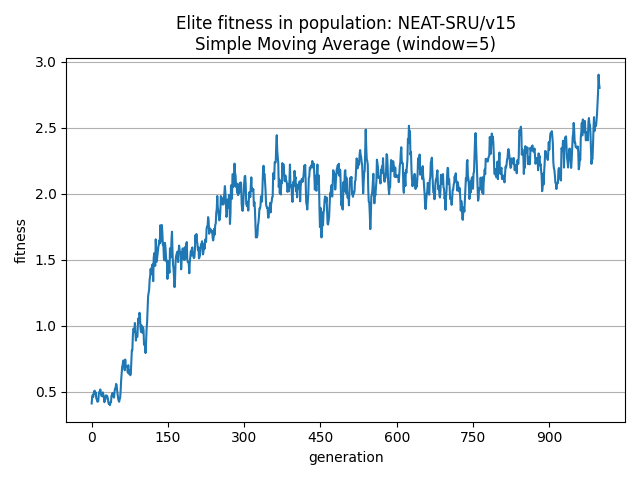 Elite fitness in population: NEAT-SRU/v15
Simple Moving Average (window=5)
3.0
2.5
2.0
1.5
1.0
0.5
fitness
0 150 300 450 600 750 900
generation